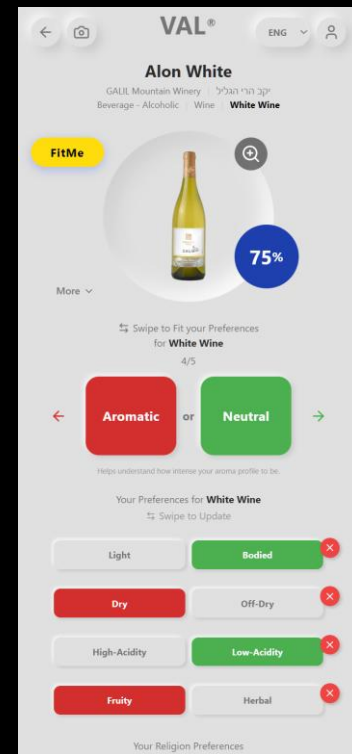 VAL®
ENG
Alon White
GALIL Mountain Winery | יקב הרי הגליל
Beverage - Alcoholic | Wine | White Wine
FitMe
75%
More
Swipe to Fit your Preferences
for White Wine
4/5
Aromatic or Neutral
Helps understand how intense your aroma profile to be.
Your Preferences for White Wine
Swipe to Update
Light Bodied
Dry Off-Dry
High-Acidity Low-Acidity
Fruity Herbal
Your Religion Preferences